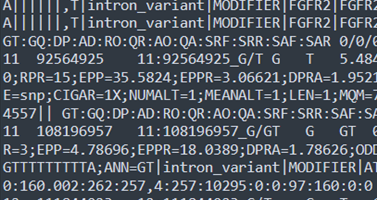 A||||||,T|intron_variant|MODIFIER|FGFR2|FGFR
GT:GQ:DP:AD:RO:QR:AO:QA:SRF:SRR:SAF:SAR 0/0/0
11 92564925 11:92564925_G/T G T 5.484
0;RPR=15;EPP=35.5824;EPPR=3.06621;DPRA=1.9521
E=snp;CIGAR=1X;NUMALT=1;MEANALT=1;LEN=1;MQM=7
4557|| GT:GQ:DP:AD:RO:QR:AO:QA:SRF:SRR:SAF:SA
11 108196957 11:108196957_G/GT G GT 0
R=3;EPP=4.78696;EPPR=18.0389;DPRA=1.78626;ODD
GTTTTTTTTTA;ANN=GT|intron_variant|MODIFIER|AT
0:160.002:262:257,4:257:10295:0:0:97:160:0:0